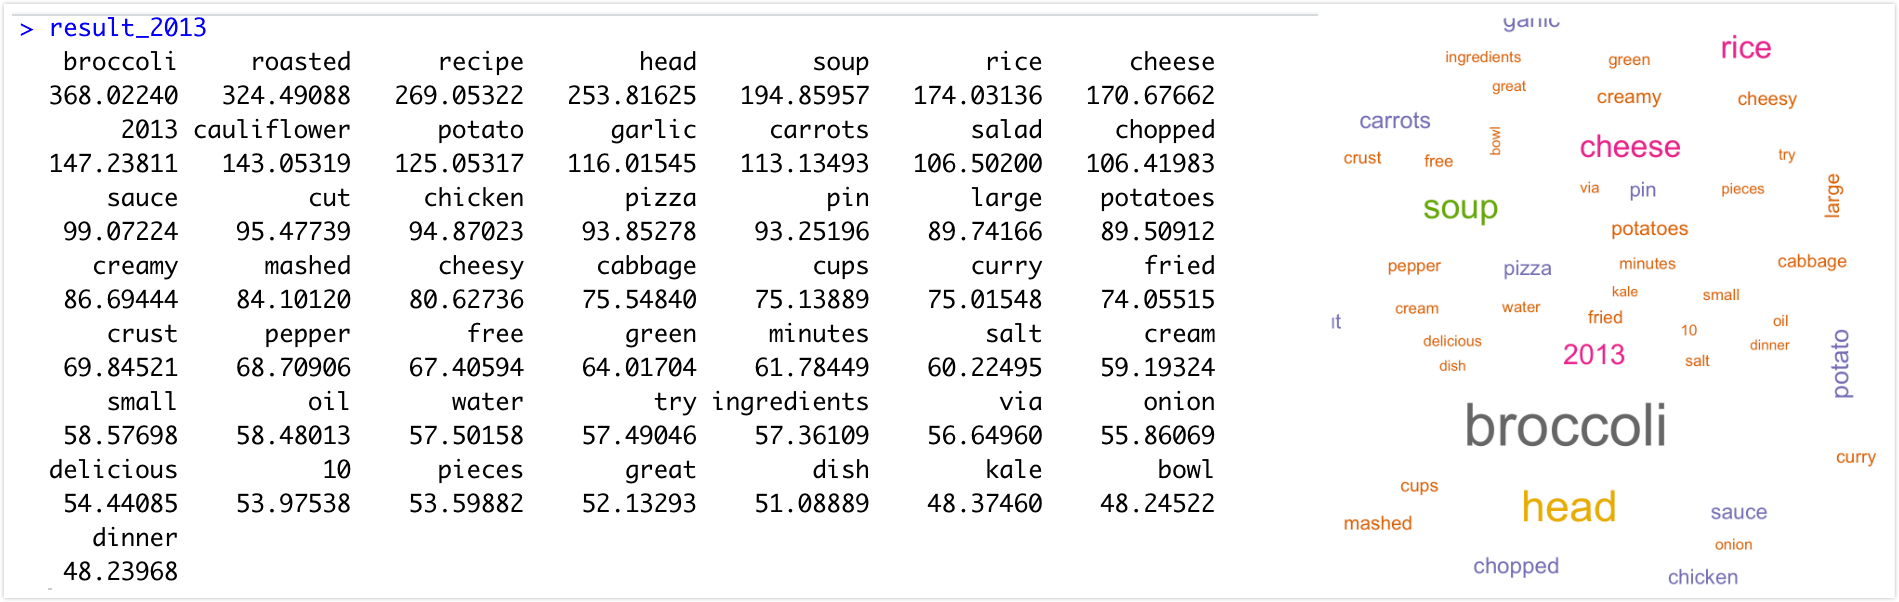 > result_2013
broccoli roasted recipe head soup rice cheese
368.02240 324.49088 269.05322 253.81625 194.85957 174.03136 170.67662
2013 cauliflower potato garlic carrots salad chopped
147.23811 143.05319 125.05317 116.01545 113.13493 106.50200 106.41983
sauce cut chicken pizza pin large potatoes
99.07224 95.47739 94.87023 93.85278 93.25196 89.74166 89.50912
creamy mashed cheesy cabbage cups curry fried
86.69444 84.10120 80.62736 75.54840 75.13889 75.01548 74.05515
crust pepper free green minutes salt cream
69.84521 68.70906 67.40594 64.01704 61.78449 60.22495 59.19324
small oil water try ingredients via onion
58.57698 58.48013 57.50158 57.49046 57.36109 56.64960 55.86069
delicious 10 pieces great dish kale bowl
54.44085 53.97538 53.59882 52.13293 51.08889 48.37460 48.24522
dinner
48.23968
garlic
rice
ingredients
green
great
creamy
cheesy
carrots
bowl
cheese
crust
free
try
via
pin
pieces
large
soup
potatoes
pepper
pizza
minutes
cabbage
kale
small
cream
water
fried
10
oil
delicious
2013
salt
dinner
dish
potato
broccoli
curry
cups
head
sauce
mashed
onion
chopped
chicken